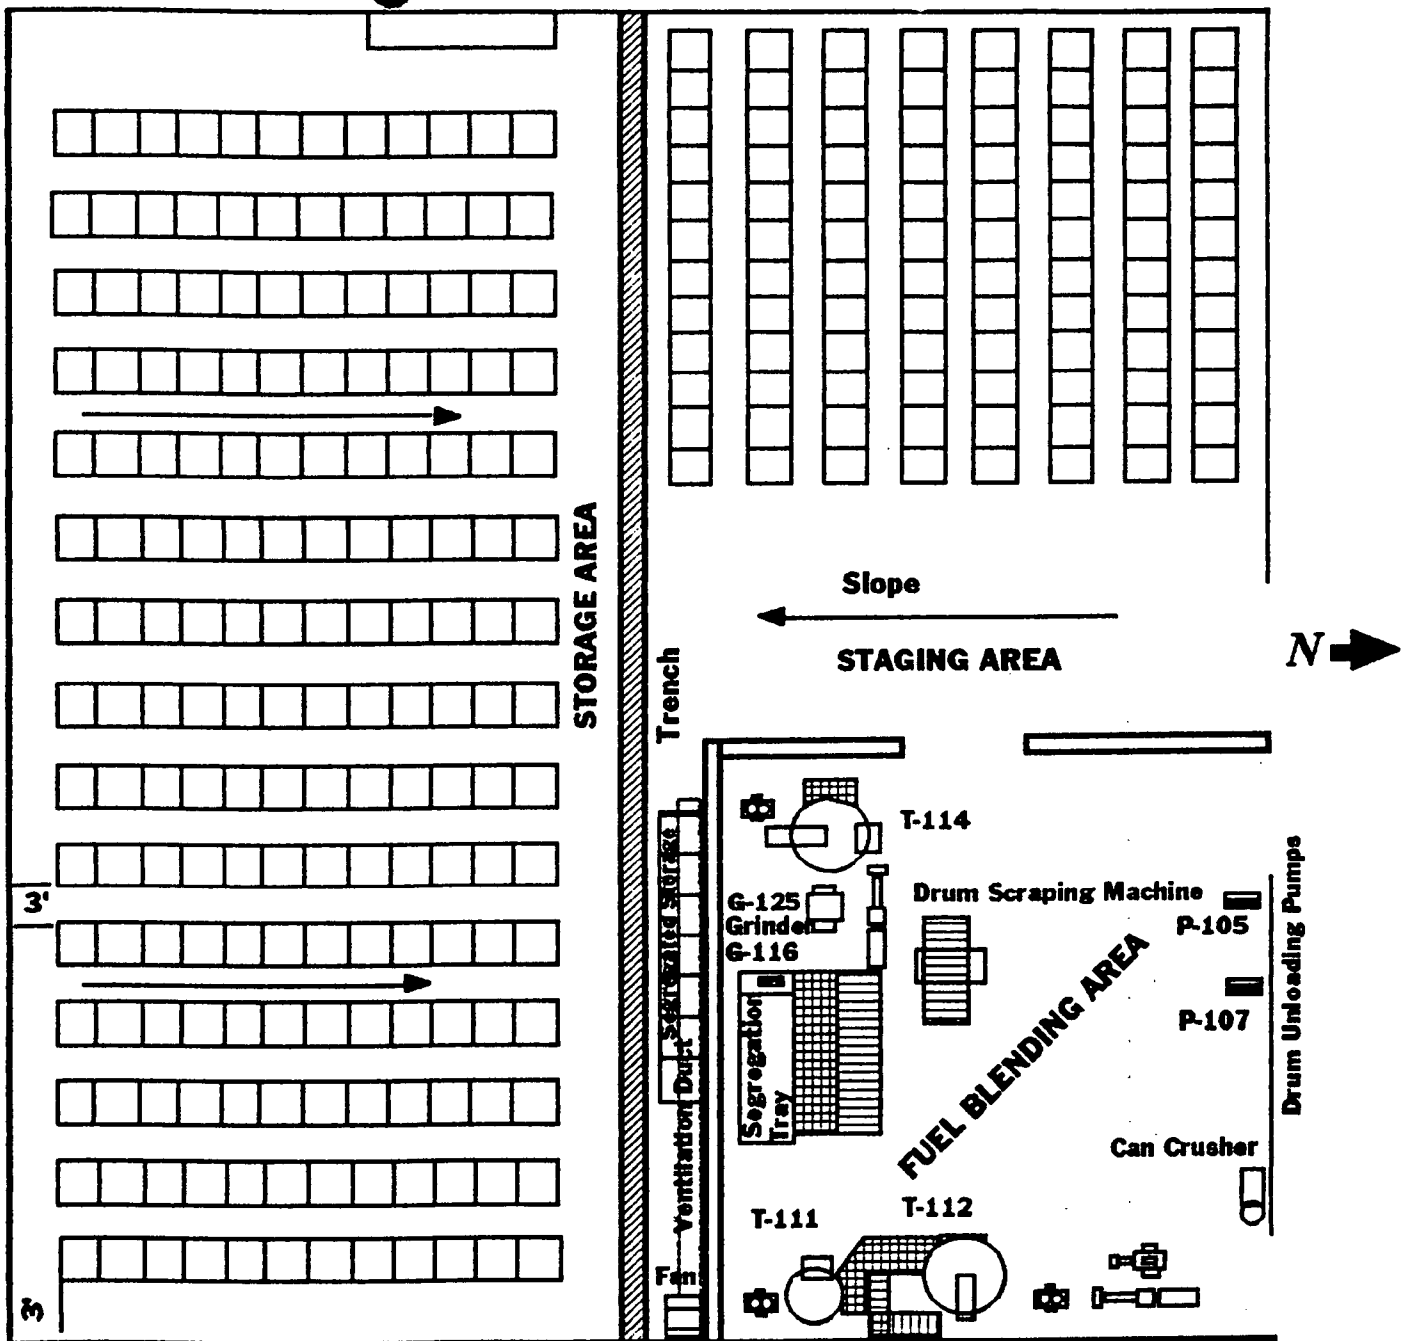 STORAGE AREA
Slope
STAGING AREA
N
Trench
T-114
3'
Segregated Storage
G-125
Grinder
G-116
Drum Scraping Machine
P-105
Drum Unloading Pumps
P-107
Segregation
Tray
FUEL BLENDING AREA
Ventilation Duct
Can Crusher
T-111
T-112
Fan
3'